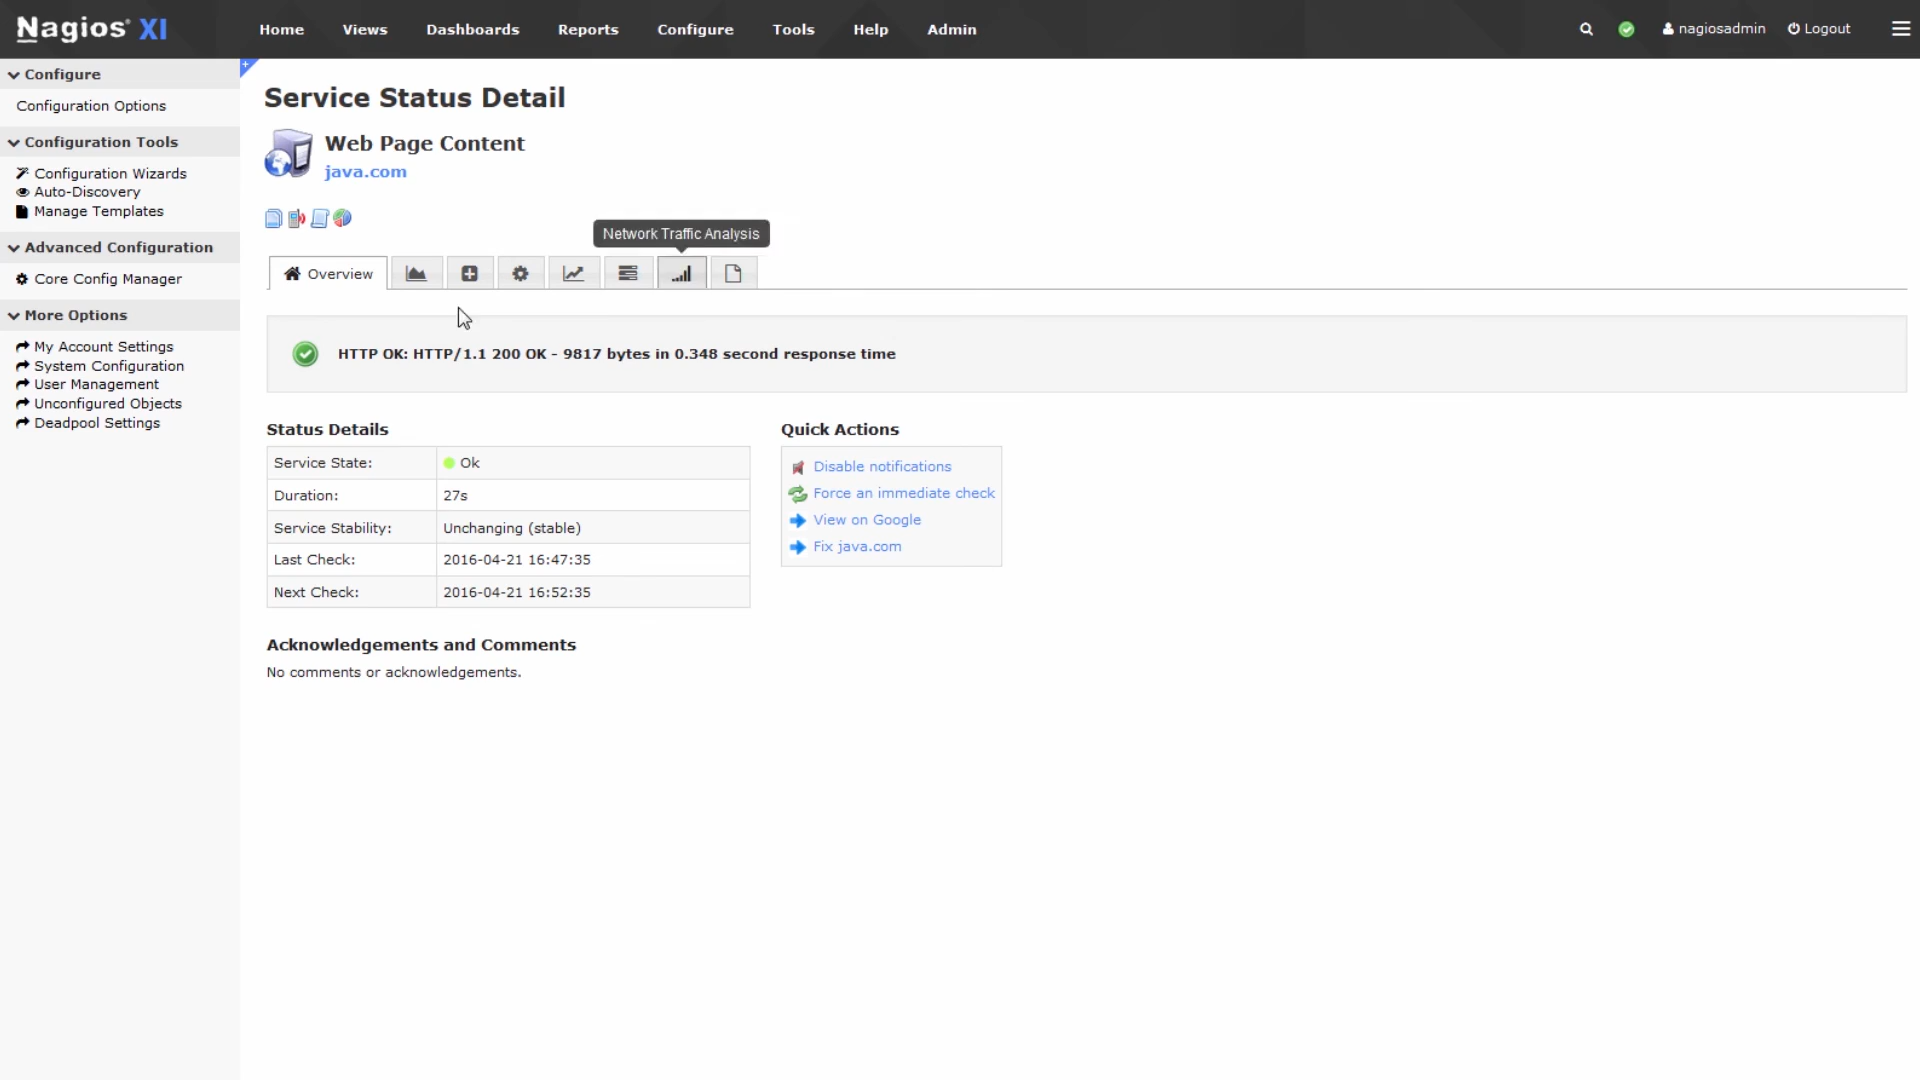 Nagios® XI
Home Views Dashboards Reports Configure Tools Help Admin
nagiosadmin Logout
Configure
Configuration Options
Configuration Tools
Configuration Wizards
Auto-Discovery
Manage Templates
Advanced Configuration
Core Config Manager
More Options
My Account Settings
System Configuration
User Management
Unconfigured Objects
Deadpool Settings
Service Status Detail
Web Page Content
java.com
Network Traffic Analysis
Overview
HTTP OK: HTTP/1.1 200 OK - 9817 bytes in 0.348 second response time
Status Details
Service State: Ok
Duration: 27s
Service Stability: Unchanging (stable)
Last Check: 2016-04-21 16:47:35
Next Check: 2016-04-21 16:52:35
Quick Actions
Disable notifications
Force an immediate check
View on Google
Fix java.com
Acknowledgements and Comments
No comments or acknowledgements.